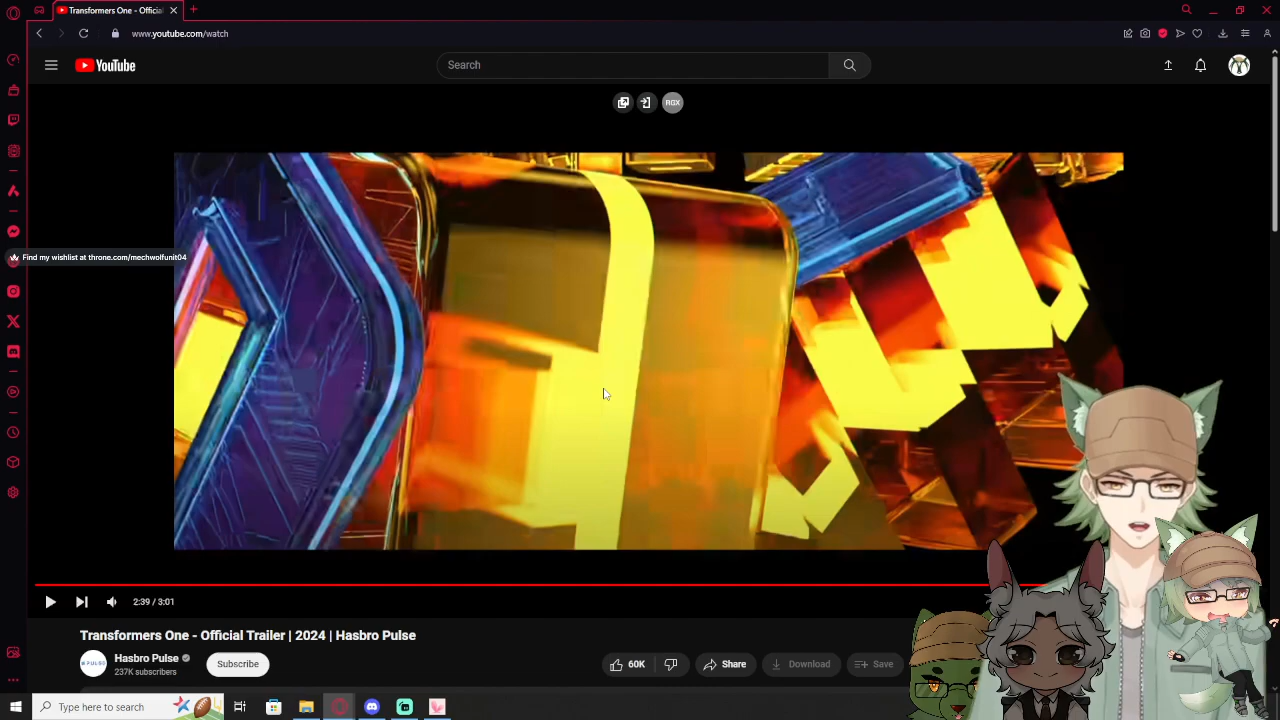 Transformers One - Official
www.youtube.com/watch
YouTube
Search
RGX
Find my wishlist at throne.com/mechwolfunit04
2:39 / 3:01
Transformers One - Official Trailer | 2024 | Hasbro Pulse
Hasbro Pulse
237K subscribers
Subscribe
60K
Share
Download
Save
Type here to search